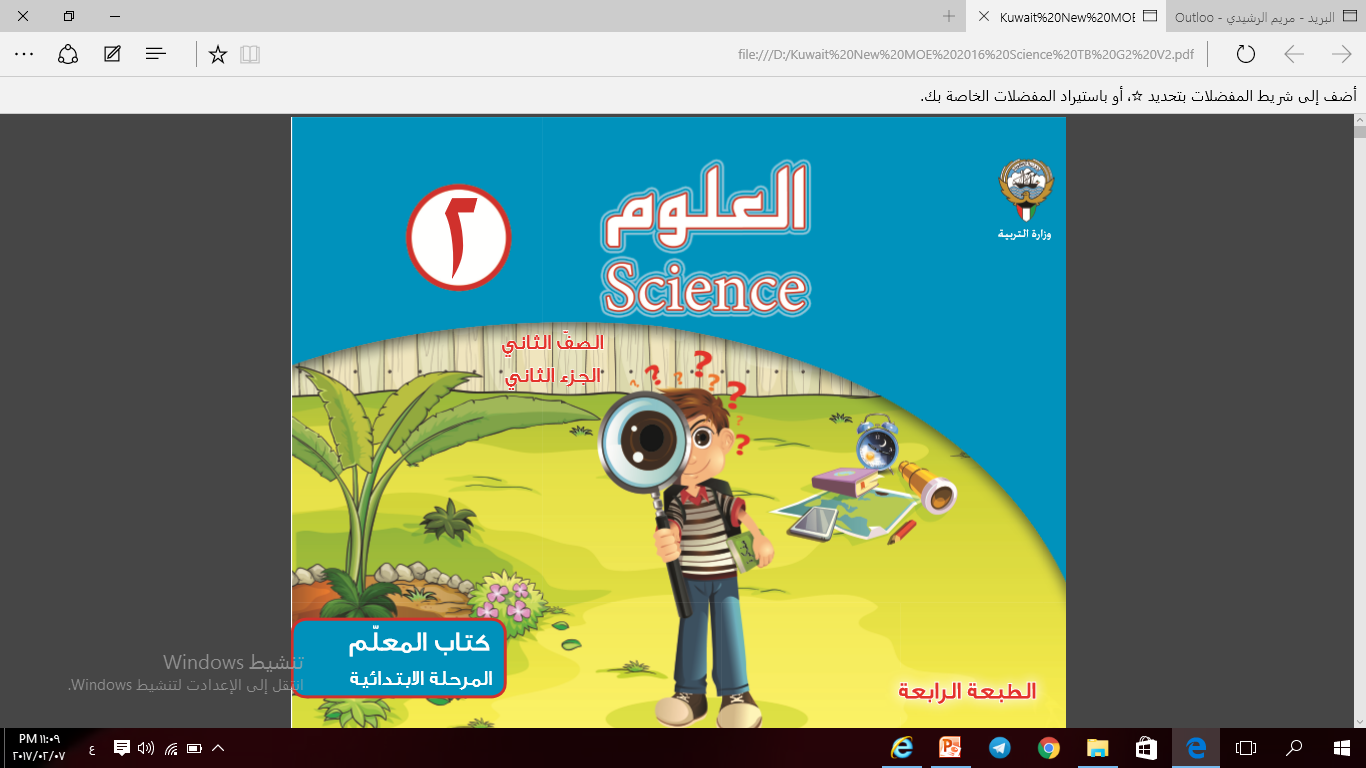 البريد - مريم الرشيدي - Outloo
Kuwait%20New%20MOE
file:///D:/Kuwait%20New%20MOE%202016%20Science%20TB%20G2%20V2.pdf
أضف إلى شريط المفضلات بتحديد ☆، أو باستيراد المفضلات الخاصة بك.
وزارة التربية
العلوم
Science
٢
الصفّ الثاني
الجزء الثاني
? ? ? ? ? ? ? ?
كتاب المعلّم
المرحلة الابتدائية
الطبعة الرابعة
تنشيط Windows
انتقل إلى الإعدادت لتنشيط Windows.
ع
PM ١١:٠٩
٢٠١٧/٠٢/٠٧